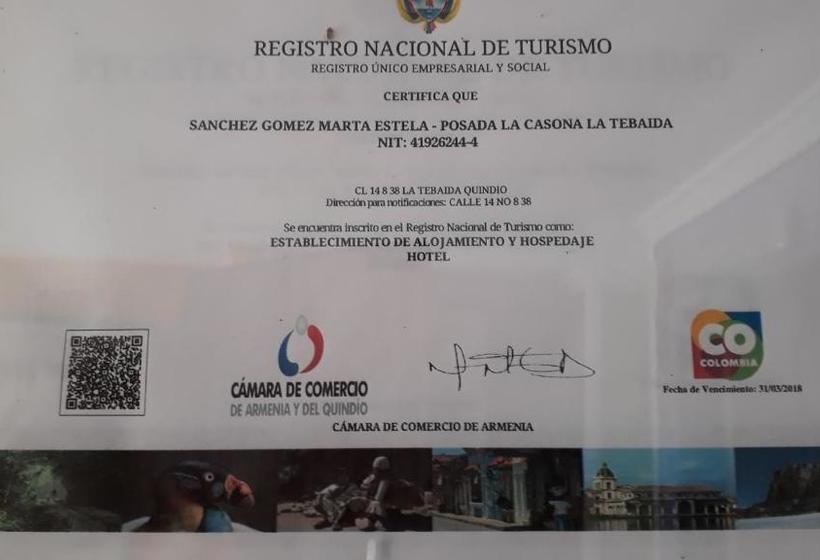 REGISTRO NACIONAL DE TURISMO
REGISTRO ÚNICO EMPRESARIAL Y SOCIAL
CERTIFICA QUE
SANCHEZ GOMEZ MARTA ESTELA - POSADA LA CASONA LA TEBAIDA
NIT: 41926244-4
CL 14 8 38 LA TEBAIDA QUINDIO
Dirección para notificaciones: CALLE 14 NO 8 38
Se encuentra inscrito en el Registro Nacional de Turismo como:
ESTABLECIMIENTO DE ALOJAMIENTO Y HOSPEDAJE
HOTEL
CO
COLOMBIA
Fecha de Vencimiento: 31/03/2018
CÁMARA DE COMERCIO
DE ARMENIA Y DEL QUINDÍO
CÁMARA DE COMERCIO DE ARMENIA